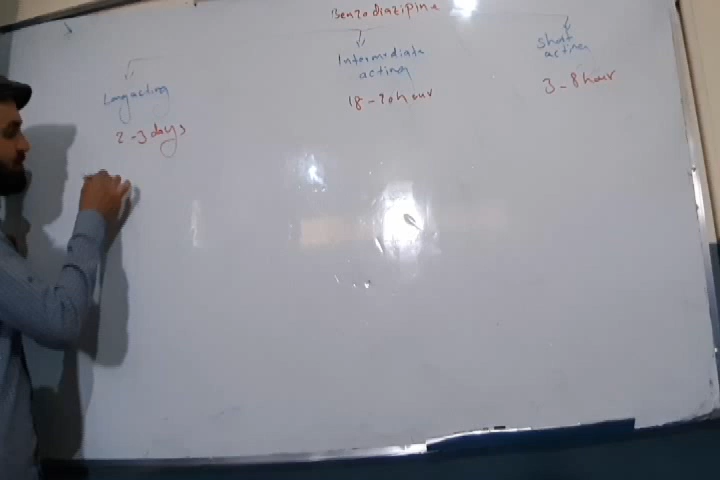 Benzodiazipine
Long acting
2-3 days
Intermediate
acting
18-20 hour
short
acting
3-8 hour